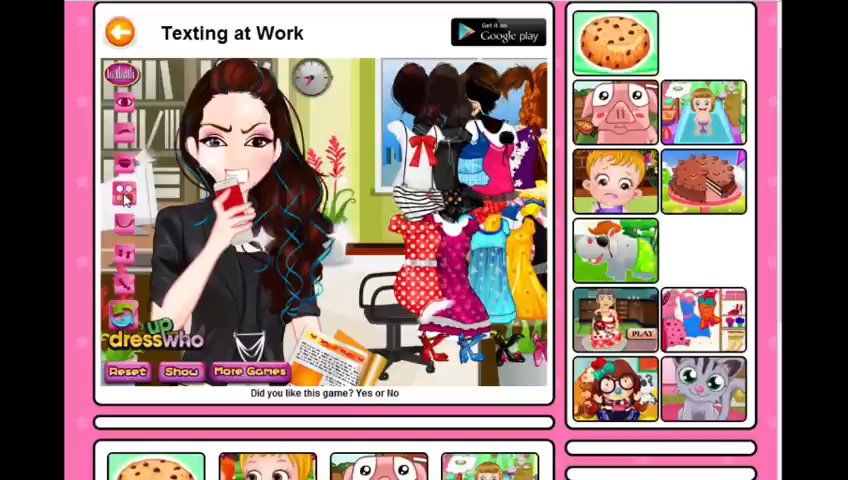 Texting at Work
Get it on
Google play
up
dresswho
Reset
Show
More Games
Did you like this game? Yes or No
PLAY